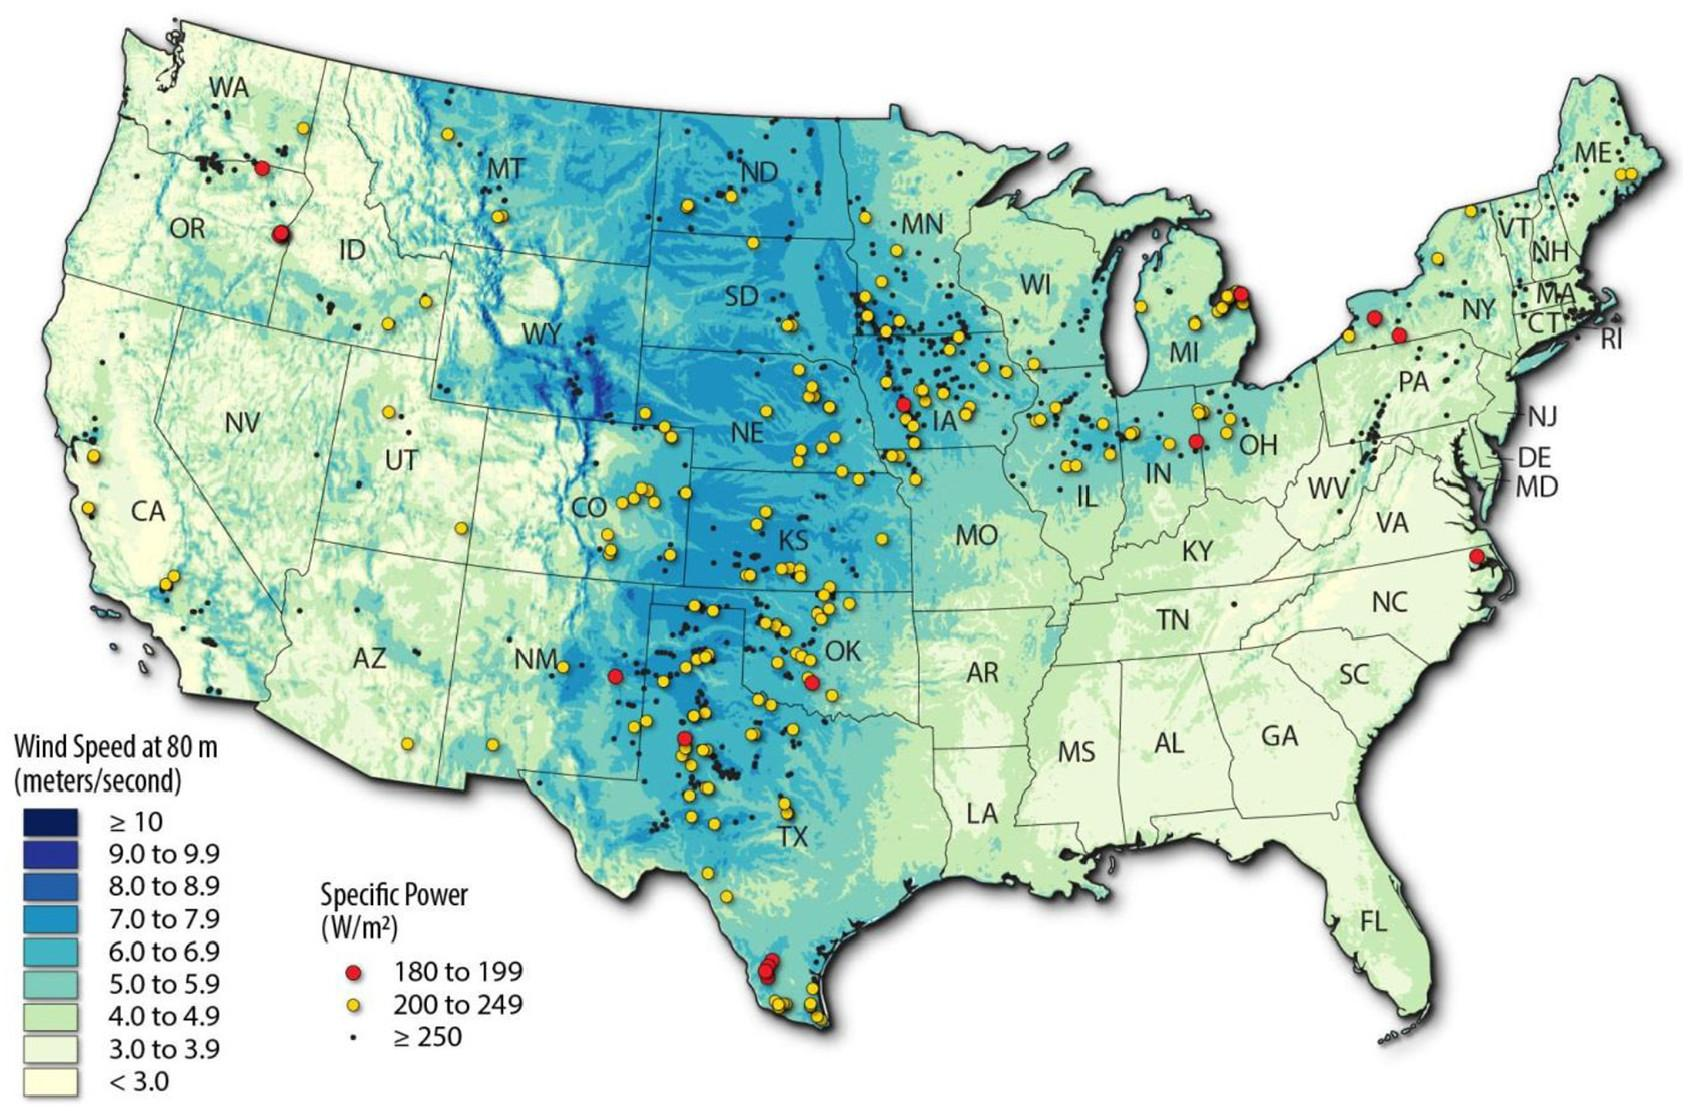 WA
MT
ND
MN
ME
OR
ID
VT
NH
WI
SD
MA
NY
CT
WY
RI
MI
PA
NV
NE
IA
NJ
UT
OH
DE
IN
MD
CO
IL
WV
CA
VA
MO
KS
KY
NC
TN
OK
AZ
NM
AR
SC
GA
MS
AL
LA
TX
FL
Wind Speed at 80 m
(meters/second)
≥ 10
9.0 to 9.9
8.0 to 8.9
7.0 to 7.9
6.0 to 6.9
5.0 to 5.9
4.0 to 4.9
3.0 to 3.9
< 3.0
Specific Power
(W/m²)
180 to 199
200 to 249
≥ 250